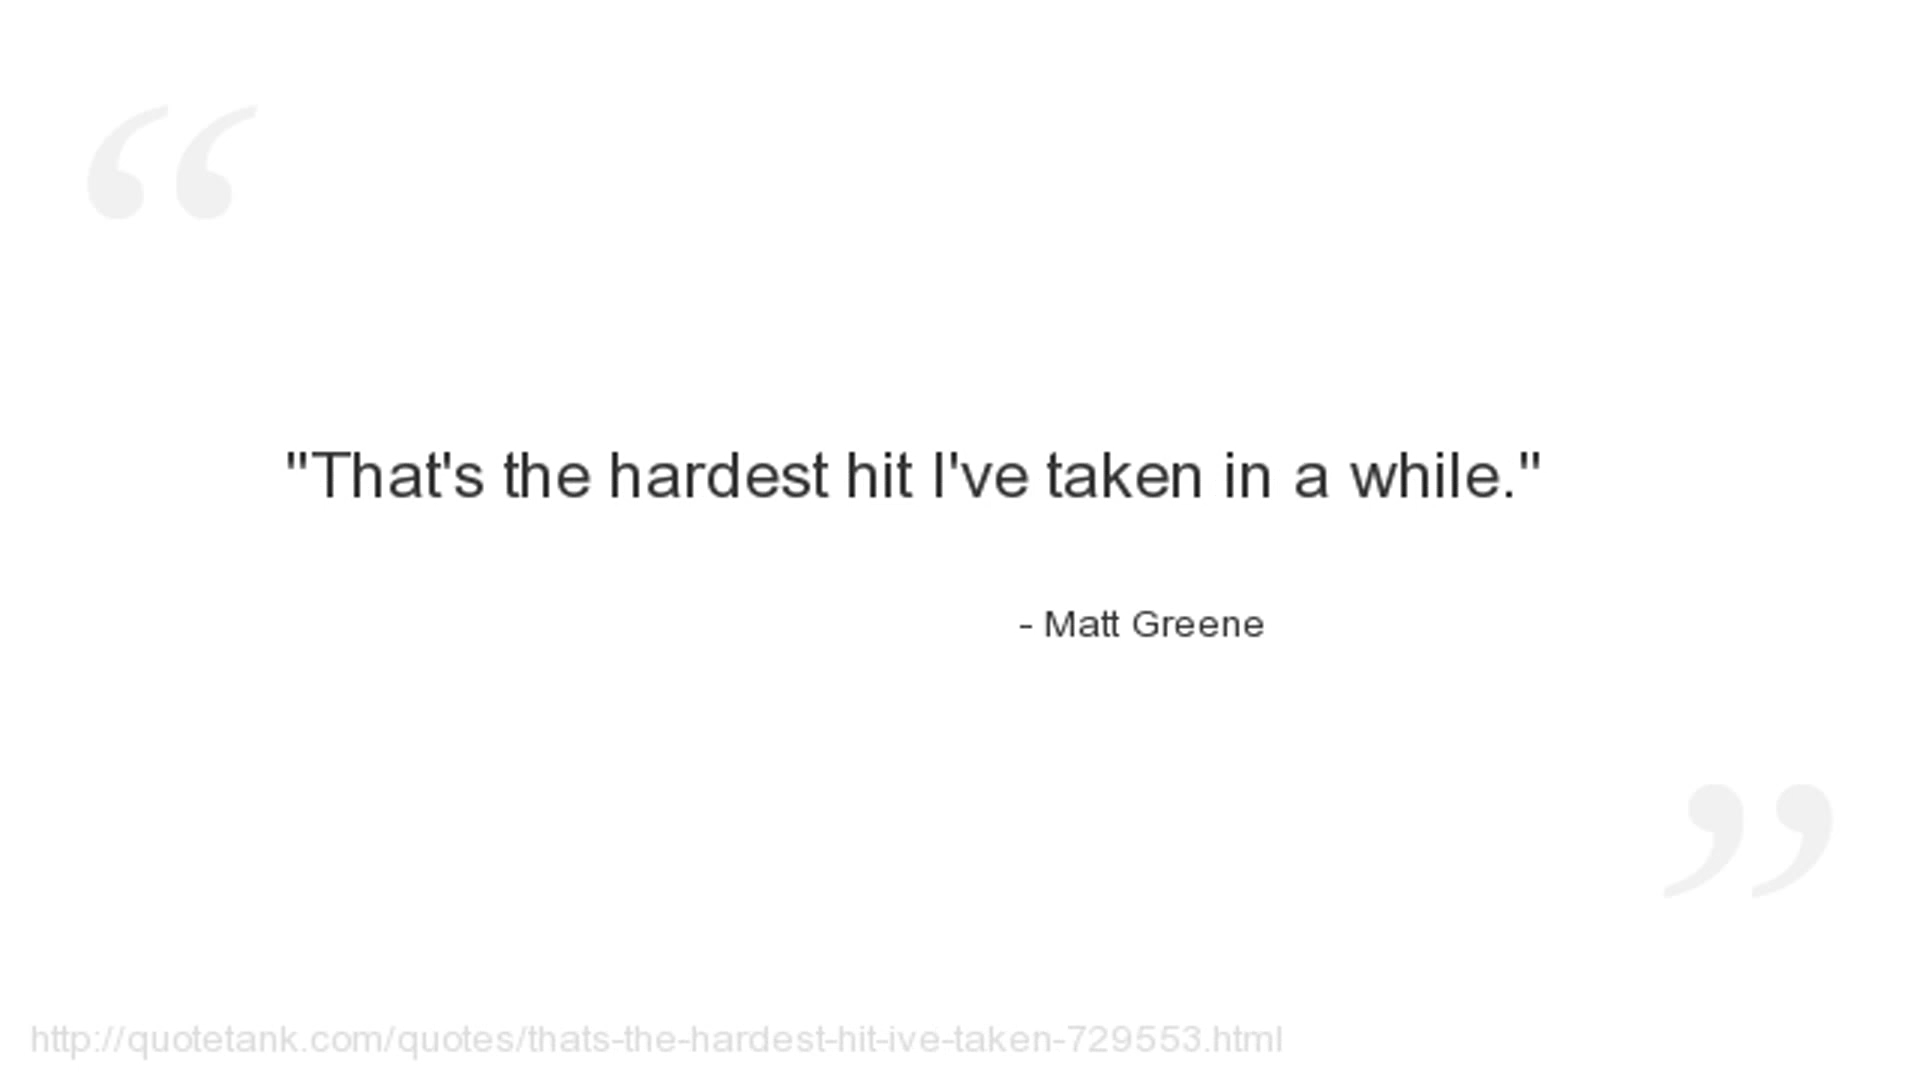 "That's the hardest hit I've taken in a while."
- Matt Greene
http://quotetank.com/quotes/thats-the-hardest-hit-ive-taken-729553.html